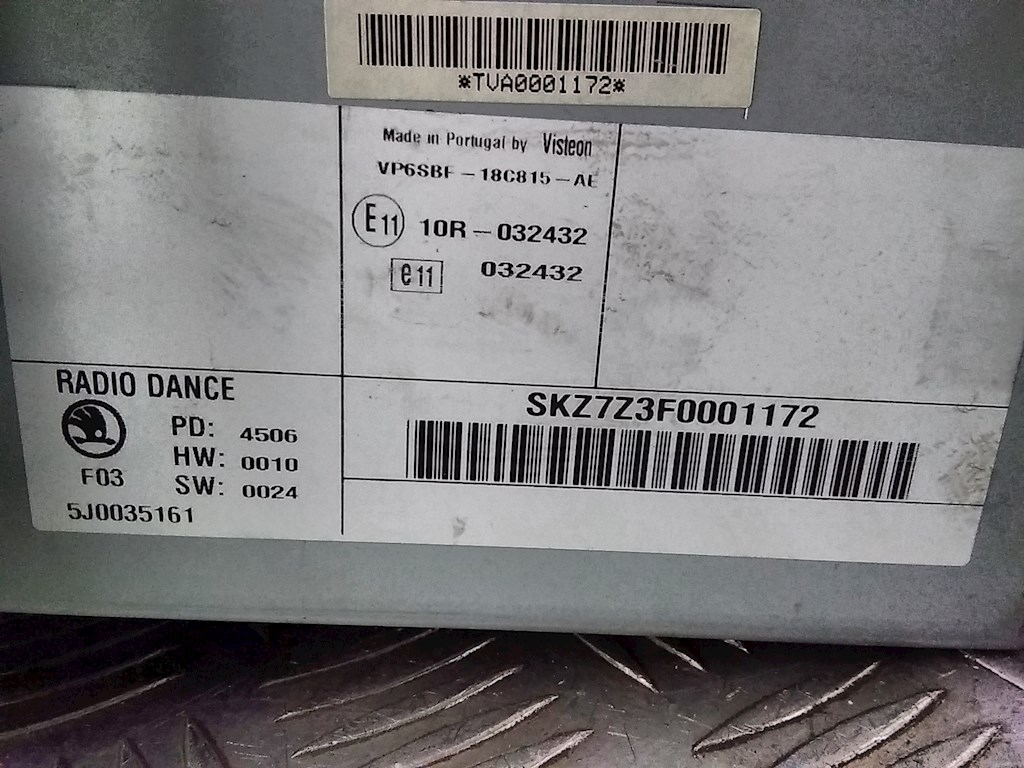 *TVA0001172*
Made in Portugal by Visteon
VP6SBF-18C815-AE
E11 10R-032432
e11 032432
RADIO DANCE
PD: 4506
HW: 0010
F03
SW: 0024
5J0035161
SKZ7Z3F0001172